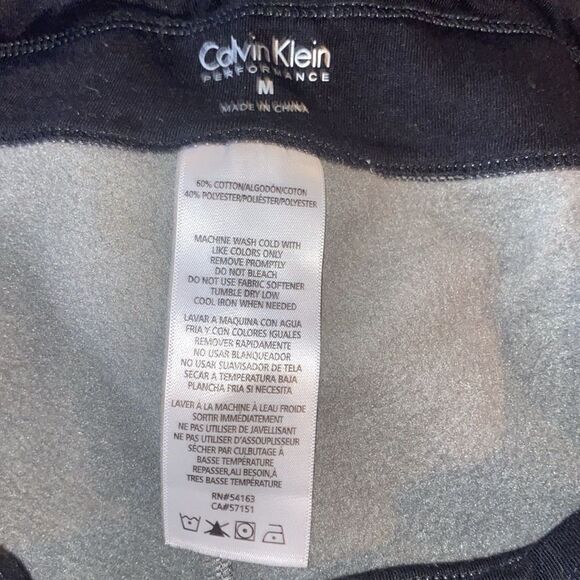 Calvin Klein
PERFORMANCE
M
MADE IN CHINA
60% COTTON/ALGODÓN/COTON
40% POLYESTER/POLIÉSTER/POLYESTER
MACHINE WASH COLD WITH
LIKE COLORS ONLY
REMOVE PROMPTLY
DO NOT BLEACH
DO NOT USE FABRIC SOFTENER
TUMBLE DRY LOW
COOL IRON WHEN NEEDED
LAVAR A MAQUINA CON AGUA
FRIA Y CON COLORES IGUALES
REMOVER RAPIDAMENTE
NO USAR BLANQUEADOR
NO USAR SUAVISADOR DE TELA
SECAR A TEMPERATURA BAJA
PLANCHA FRIA SI NECESITA
LAVER À LA MACHINE À LEAU FROIDE
SORTIR IMMÉDIATEMENT
NE PAS UTILISER DE JAVELLISANT
NE PAS UTILISER D'ASSOUPLISEUR
SÉCHER PAR CULBUTAGE À
BASSE TEMPÉRATURE
REPASSER,AU BESOIN,À
TRES BASSE TEMPÉRATURE
RN#54163
CA#57151